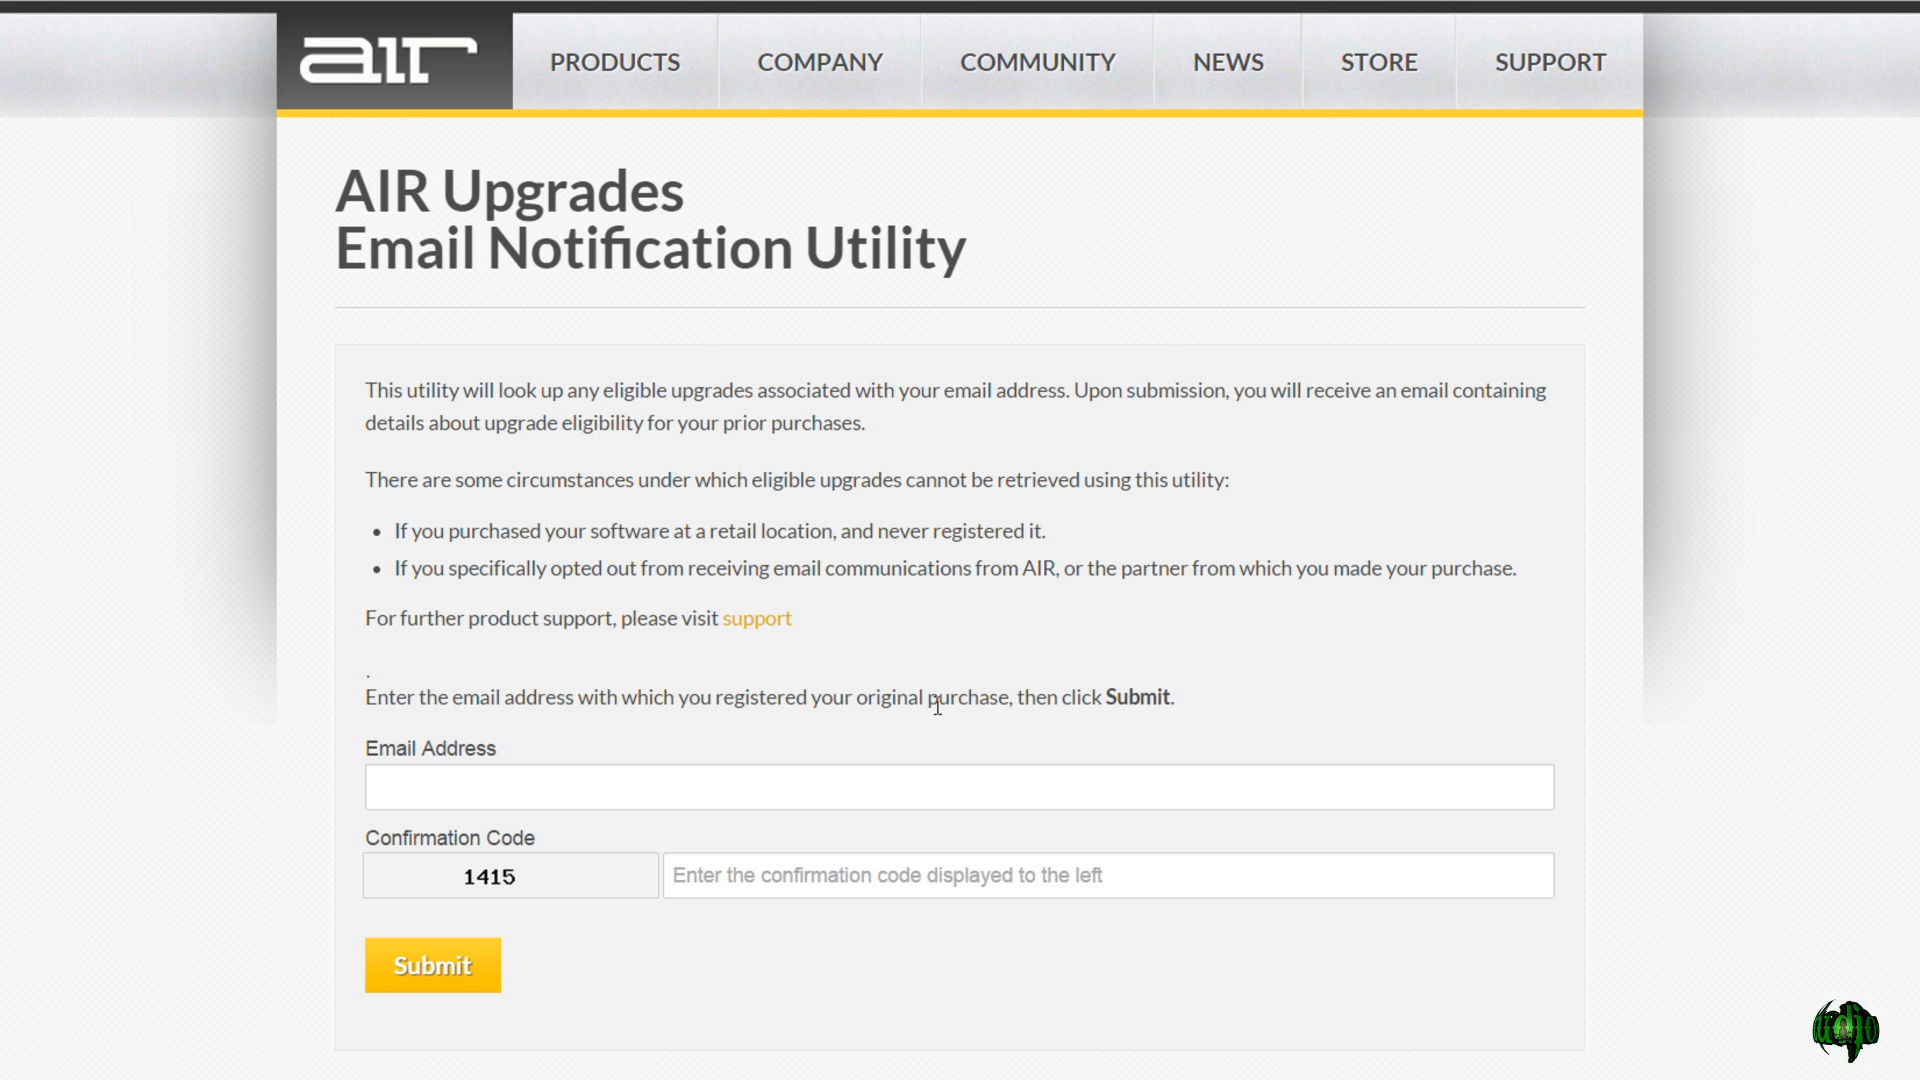 air
PRODUCTS
COMPANY
COMMUNITY
NEWS
STORE
SUPPORT
AIR Upgrades
Email Notification Utility
This utility will look up any eligible upgrades associated with your email address. Upon submission, you will receive an email containing
details about upgrade eligibility for your prior purchases.
There are some circumstances under which eligible upgrades cannot be retrieved using this utility:
• If you purchased your software at a retail location, and never registered it.
• If you specifically opted out from receiving email communications from AIR, or the partner from which you made your purchase.
For further product support, please visit support
.
Enter the email address with which you registered your original purchase, then click Submit.
Email Address
Confirmation Code
1415
Enter the confirmation code displayed to the left
Submit